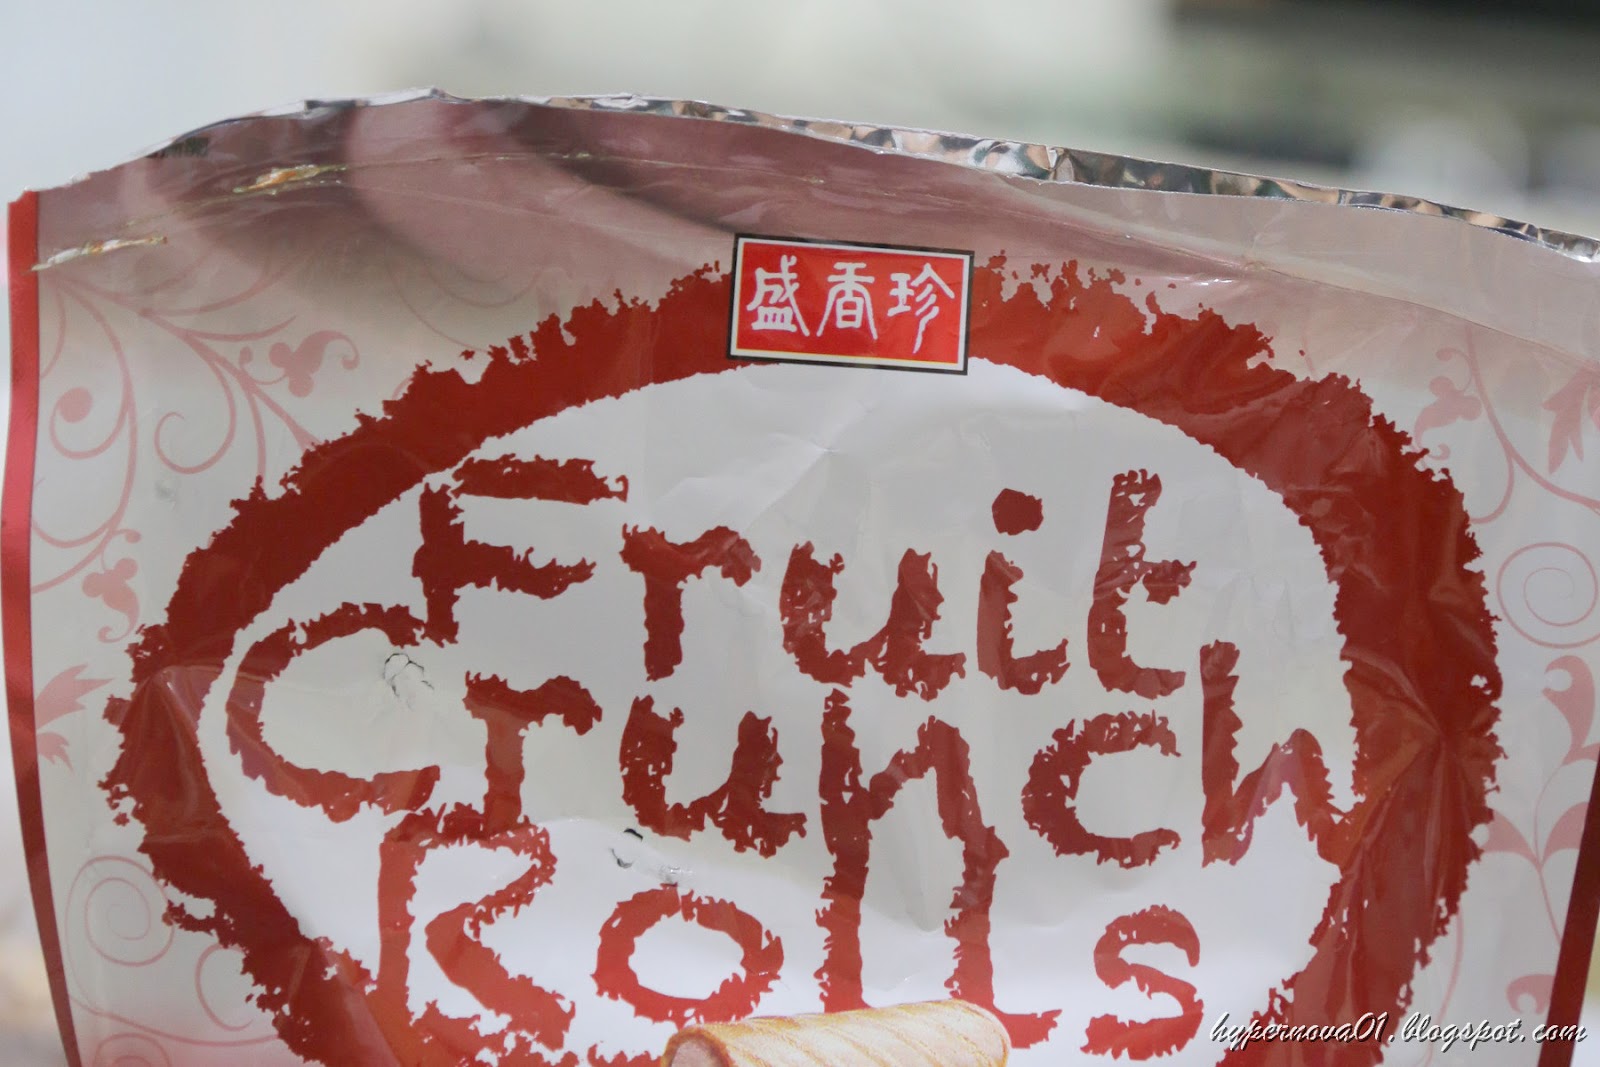 盛香珍
Fruit
Crunch
Rolls
hypernova01.blogspot.com